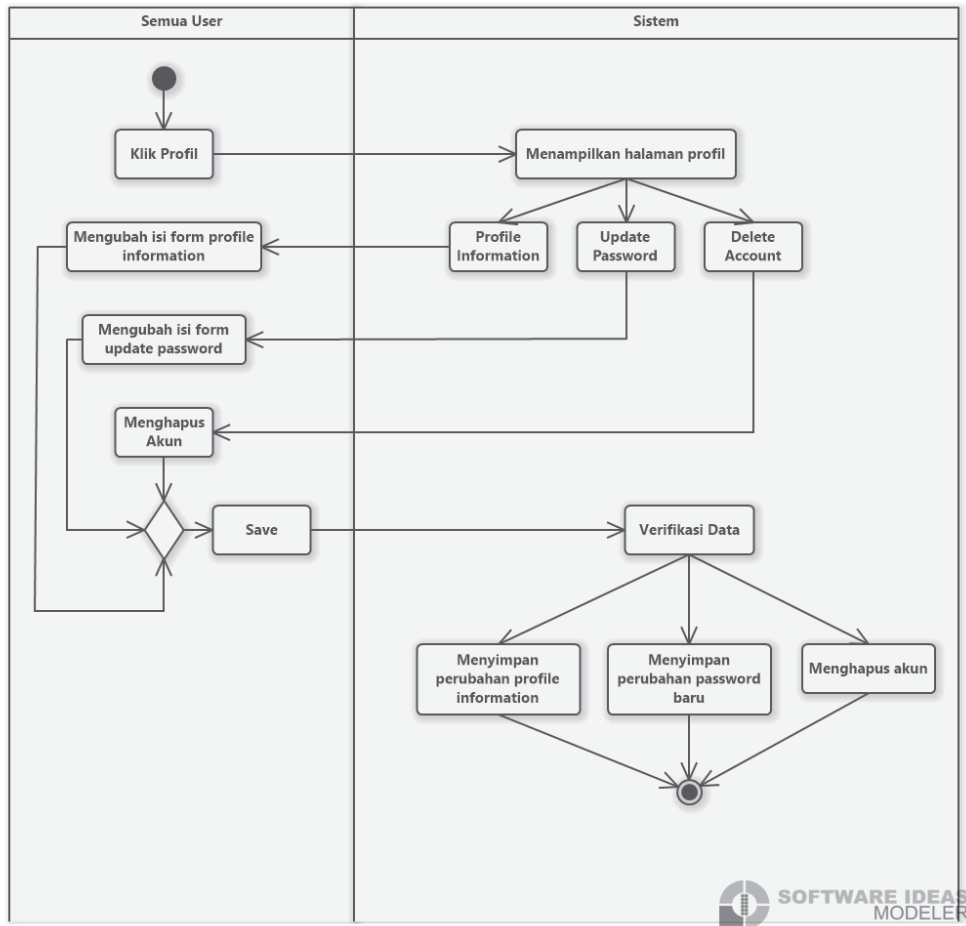 Semua User
Sistem
Klik Profil
Menampilkan halaman profil
Mengubah isi form profile
information
Profile
Information
Update
Password
Delete
Account
Mengubah isi form
update password
Menghapus
Akun
Save
Verifikasi Data
Menyimpan
perubahan profile
information
Menyimpan
perubahan password
baru
Menghapus akun
SOFTWARE IDEAS
MODELER